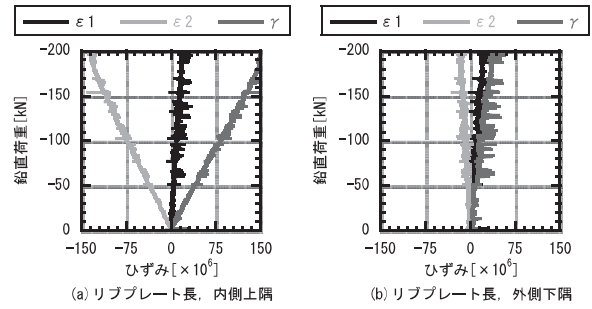 ε1 ε2 γ
ε1 ε2 γ
-200
-150
-100
-50
0
鉛直荷重[kN]
-150 -75 0 75 150
ひずみ[×10⁶]
(a)リブプレート長，内側上隅
-200
-150
-100
-50
0
鉛直荷重[kN]
-150 -75 0 75 150
ひずみ[×10⁶]
(b)リブプレート長，外側下隅